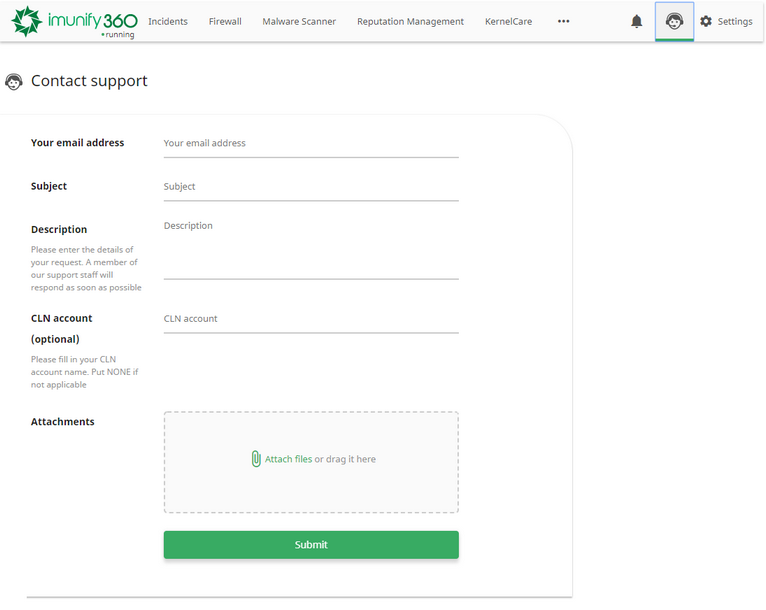 imunify360
•running
Incidents
Firewall
Malware Scanner
Reputation Management
KernelCare
•••
Settings
Contact support
Your email address
Your email address
Subject
Subject
Description
Description
Please enter the details of
your request. A member of
our support staff will
respond as soon as possible
CLN account
(optional)
CLN account
Please fill in your CLN
account name. Put NONE if
not applicable
Attachments
Attach files or drag it here
Submit